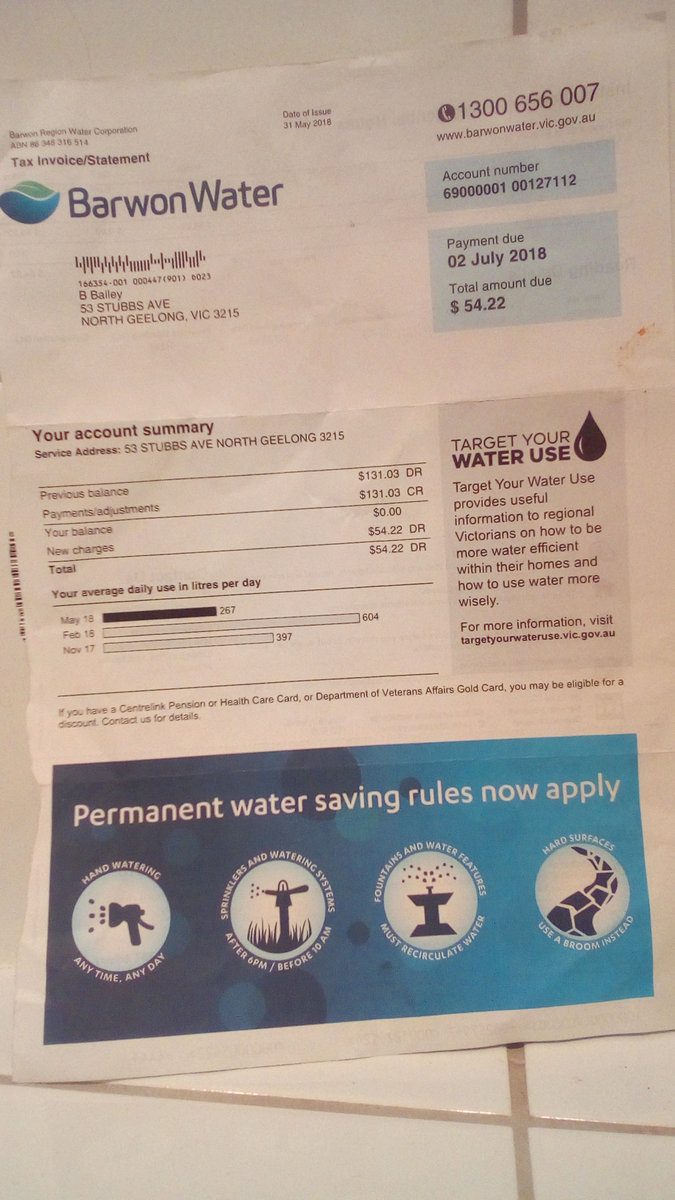 Barwon Region Water Corporation
ABN 86 348 316 514
Tax Invoice/Statement
BarwonWater
Date of Issue
31 May 2018
1300 656 007
www.barwonwater.vic.gov.au
Account number
69000001 00127112
Payment due
02 July 2018
Total amount due
$ 54.22
166354-001 000447(901) 0023
B Bailey
53 STUBBS AVE
NORTH GEELONG, VIC 3215
Your account summary
Service Address: 53 STUBBS AVE NORTH GEELONG 3215
Previous balance $131.03 DR
Payments/adjustments $131.03 CR
Your balance $0.00
New charges $54.22 DR
Total $54.22 DR
Your average daily use in litres per day
May 18 267
Feb 18 604
Nov 17 397
TARGET YOUR
WATER USE
Target Your Water Use
provides useful
information to regional
Victorians on how to be
more water efficient
within their homes and
how to use water more
wisely.
For more information, visit
targetyourwateruse.vic.gov.au
If you have a Centrelink Pension or Health Care Card, or Department of Veterans Affairs Gold Card, you may be eligible for a
discount. Contact us for details.
Permanent water saving rules now apply
HAND WATERING
ANY TIME, ANY DAY
SPRINKLERS AND WATERING SYSTEMS
AFTER 6PM / BEFORE 10 AM
FOUNTAINS AND WATER FEATURES
MUST RECIRCULATE WATER
HARD SURFACES
USE A BROOM INSTEAD